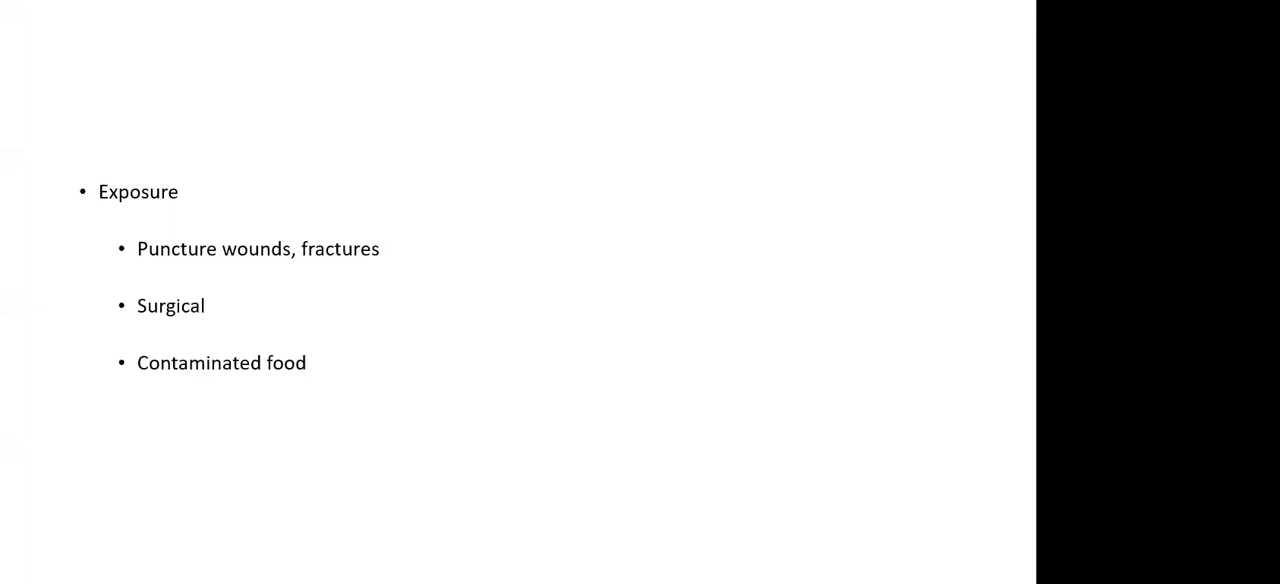 • Exposure
• Puncture wounds, fractures
• Surgical
• Contaminated food